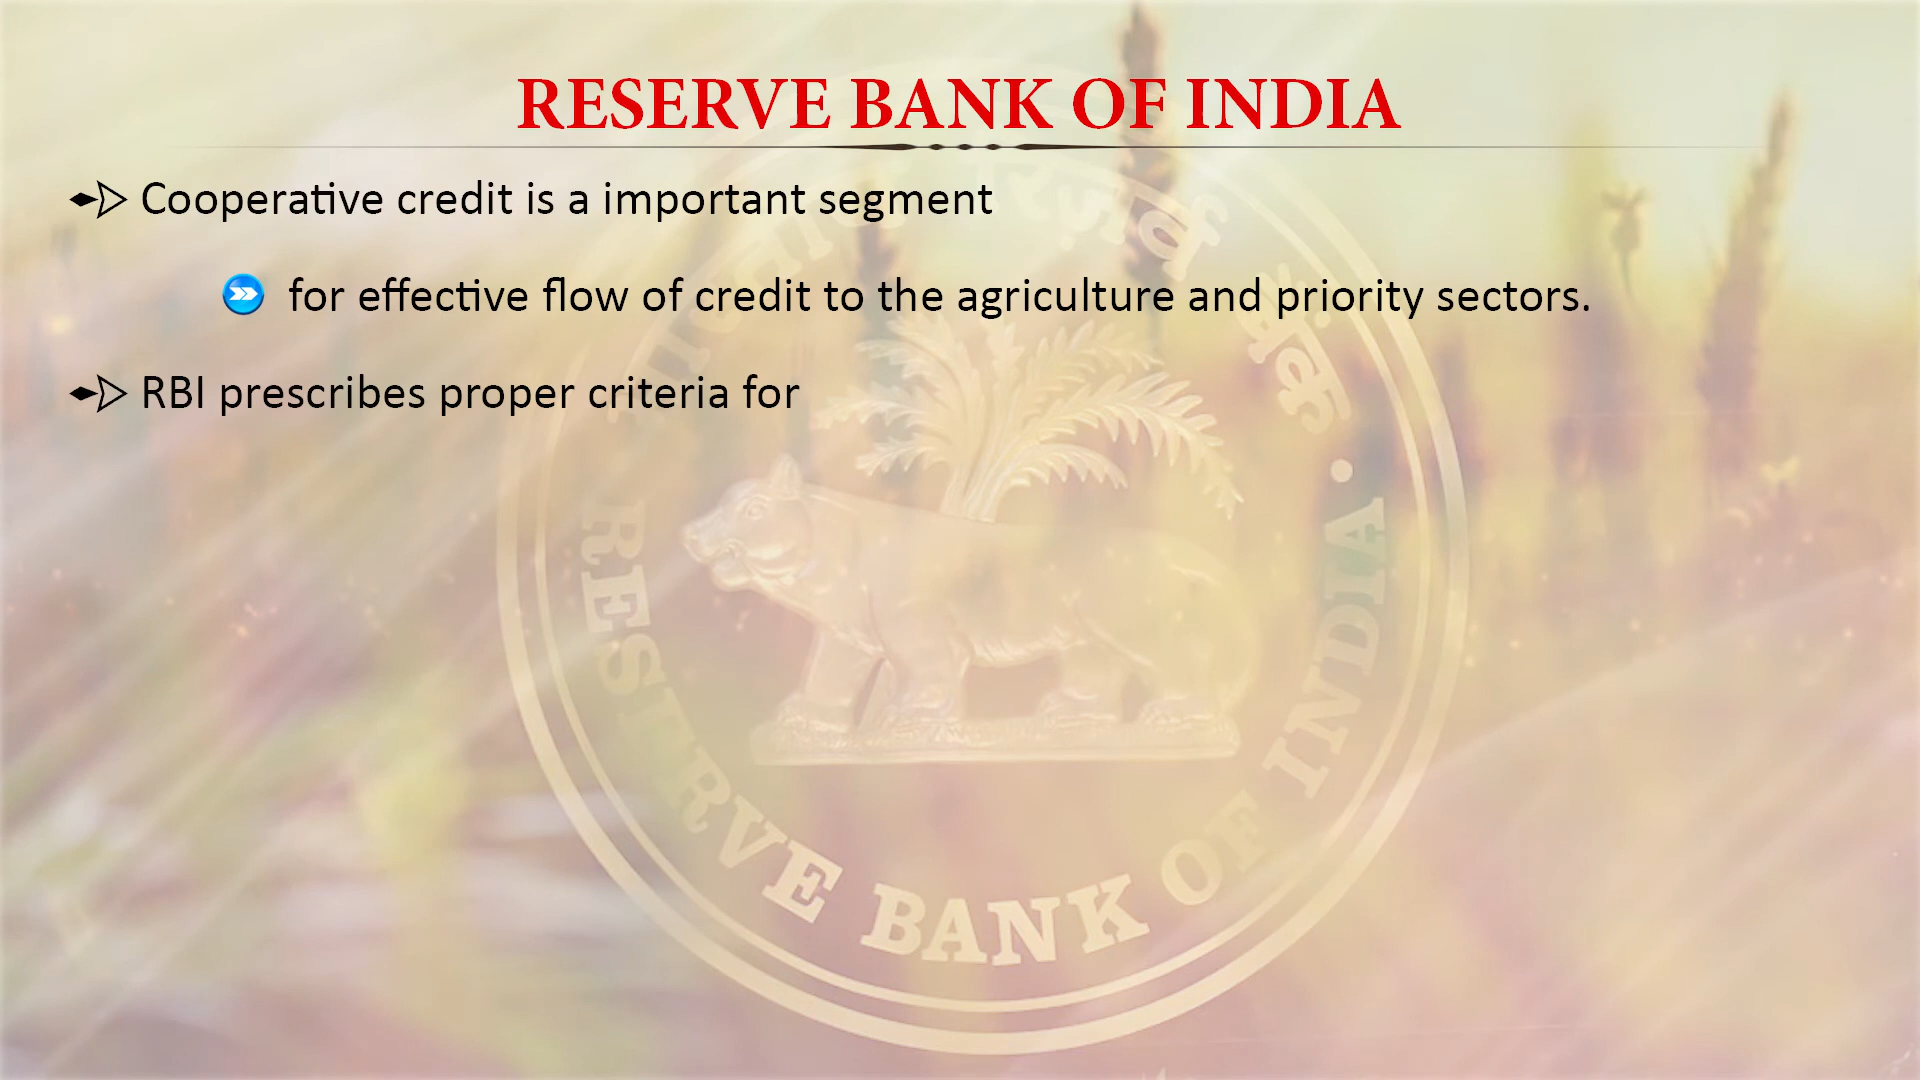 RESERVE BANK OF INDIA
Cooperative credit is a important segment
for effective flow of credit to the agriculture and priority sectors.
RBI prescribes proper criteria for
RESERVE BANK OF INDIA